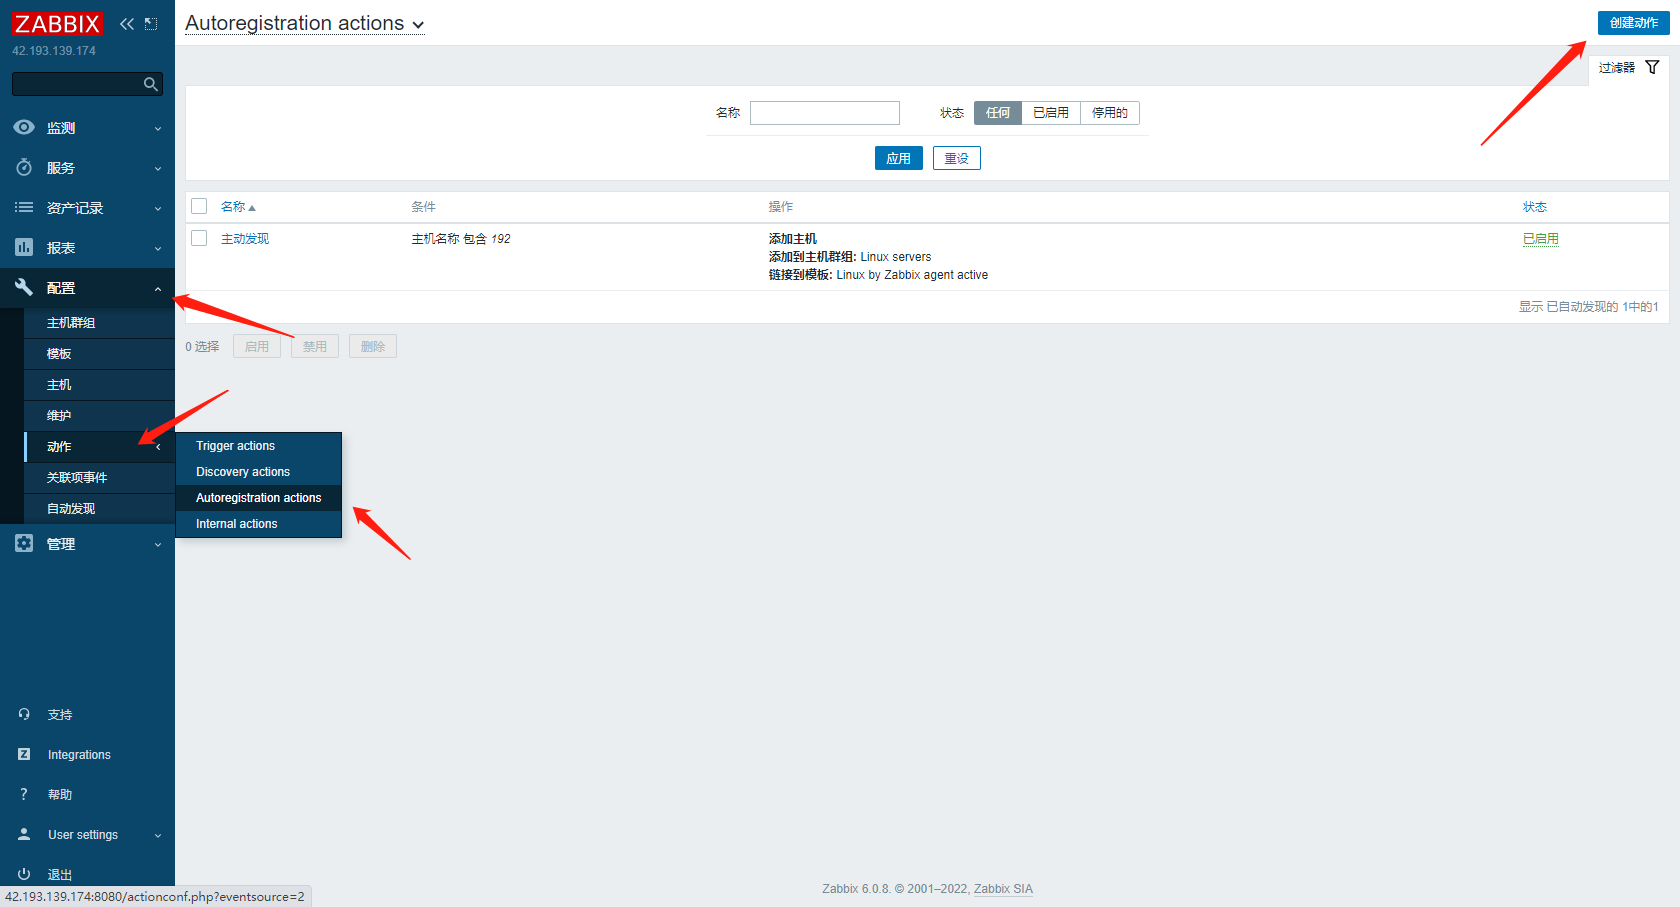 ZABBIX
42.193.139.174
监测
服务
资产记录
报表
配置
主机群组
模板
主机
维护
动作
关联项事件
自动发现
管理
支持
Integrations
帮助
User settings
退出
42.193.139.174:8080/actionconf.php?eventsource=2
Trigger actions
Discovery actions
Autoregistration actions
Internal actions
Autoregistration actions
创建动作
过滤器
名称 状态 任何 已启用 停用的
应用 重设
名称 条件 操作 状态
主动发现 主机名称 包含 192 添加主机 已启用
添加到主机群组: Linux servers
链接到模板: Linux by Zabbix agent active
显示 已自动发现的 1中的1
0 选择 启用 禁用 删除
Zabbix 6.0.8. © 2001–2022, Zabbix SIA